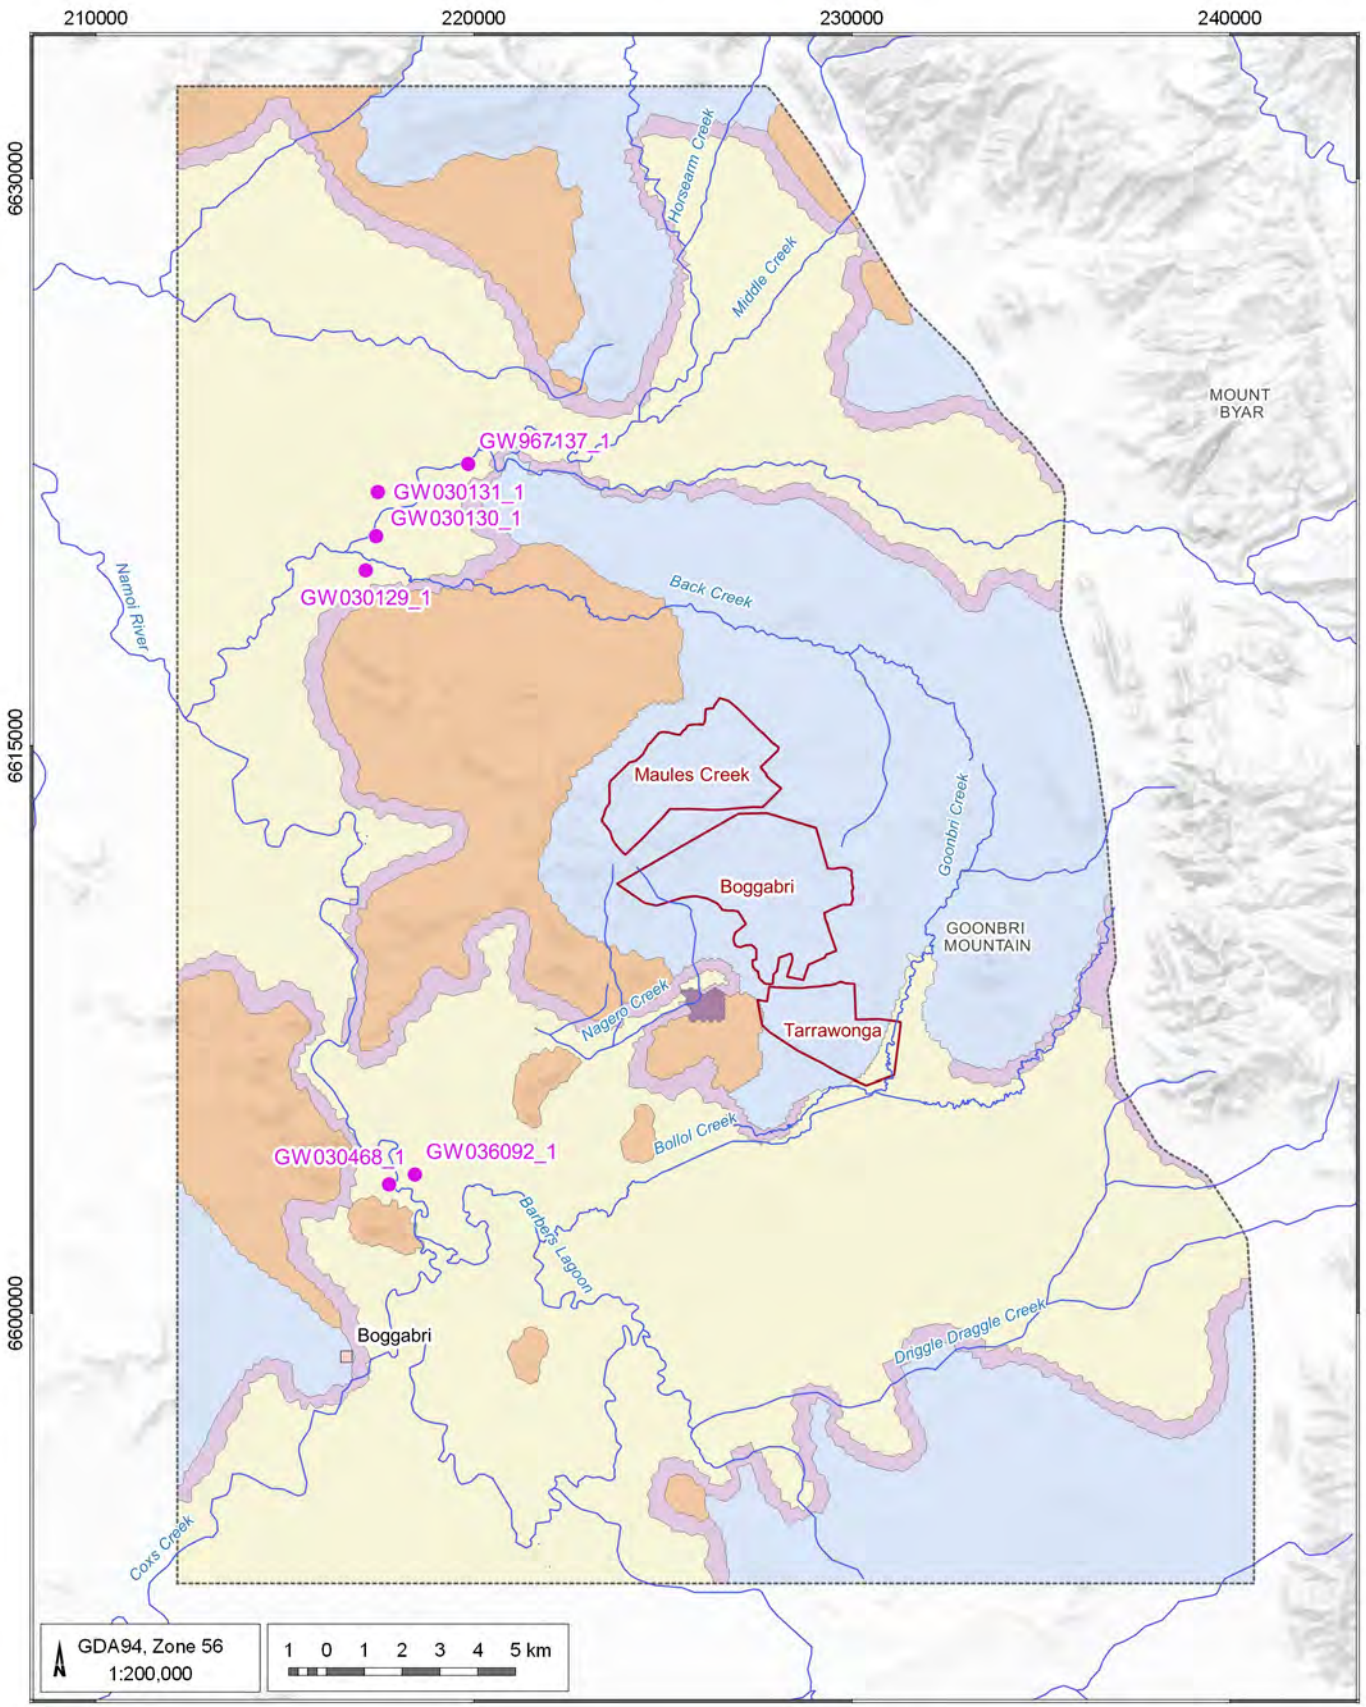 210000
220000
230000
240000
6630000
6615000
6600000
Horsearm Creek
Middle Creek
MOUNT
BYAR
GW967137_1
GW030131_1
GW030130_1
GW030129_1
Namoi River
Back Creek
Maules Creek
Goonbri Creek
Boggabri
GOONBRI
MOUNTAIN
Nagero Creek
Tarrawonga
Bollol Creek
GW030468_1
GW036092_1
Barbers Lagoon
Boggabri
Driggle Draggle Creek
Coxs Creek
N
GDA94, Zone 56
1:200,000
1 0 1 2 3 4 5 km